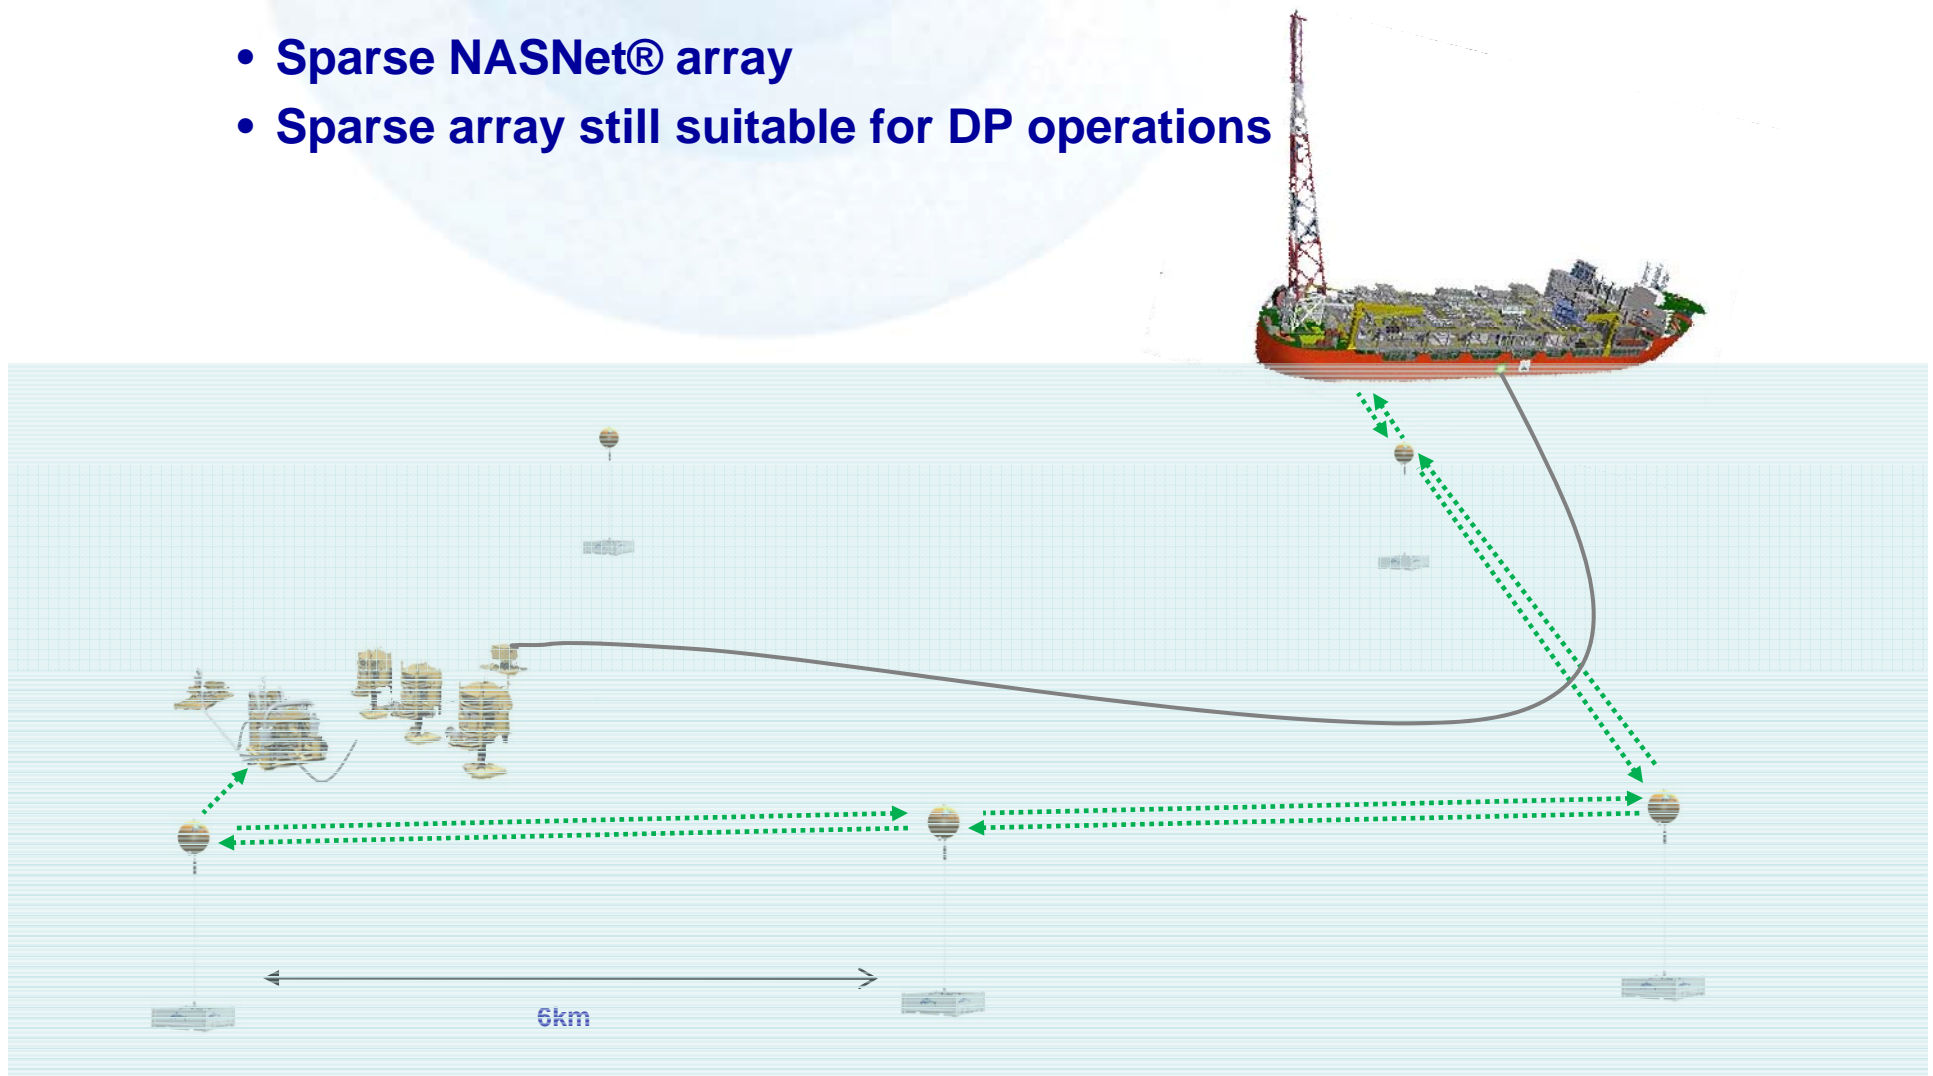 • Sparse NASNet® array
• Sparse array still suitable for DP operations
6km